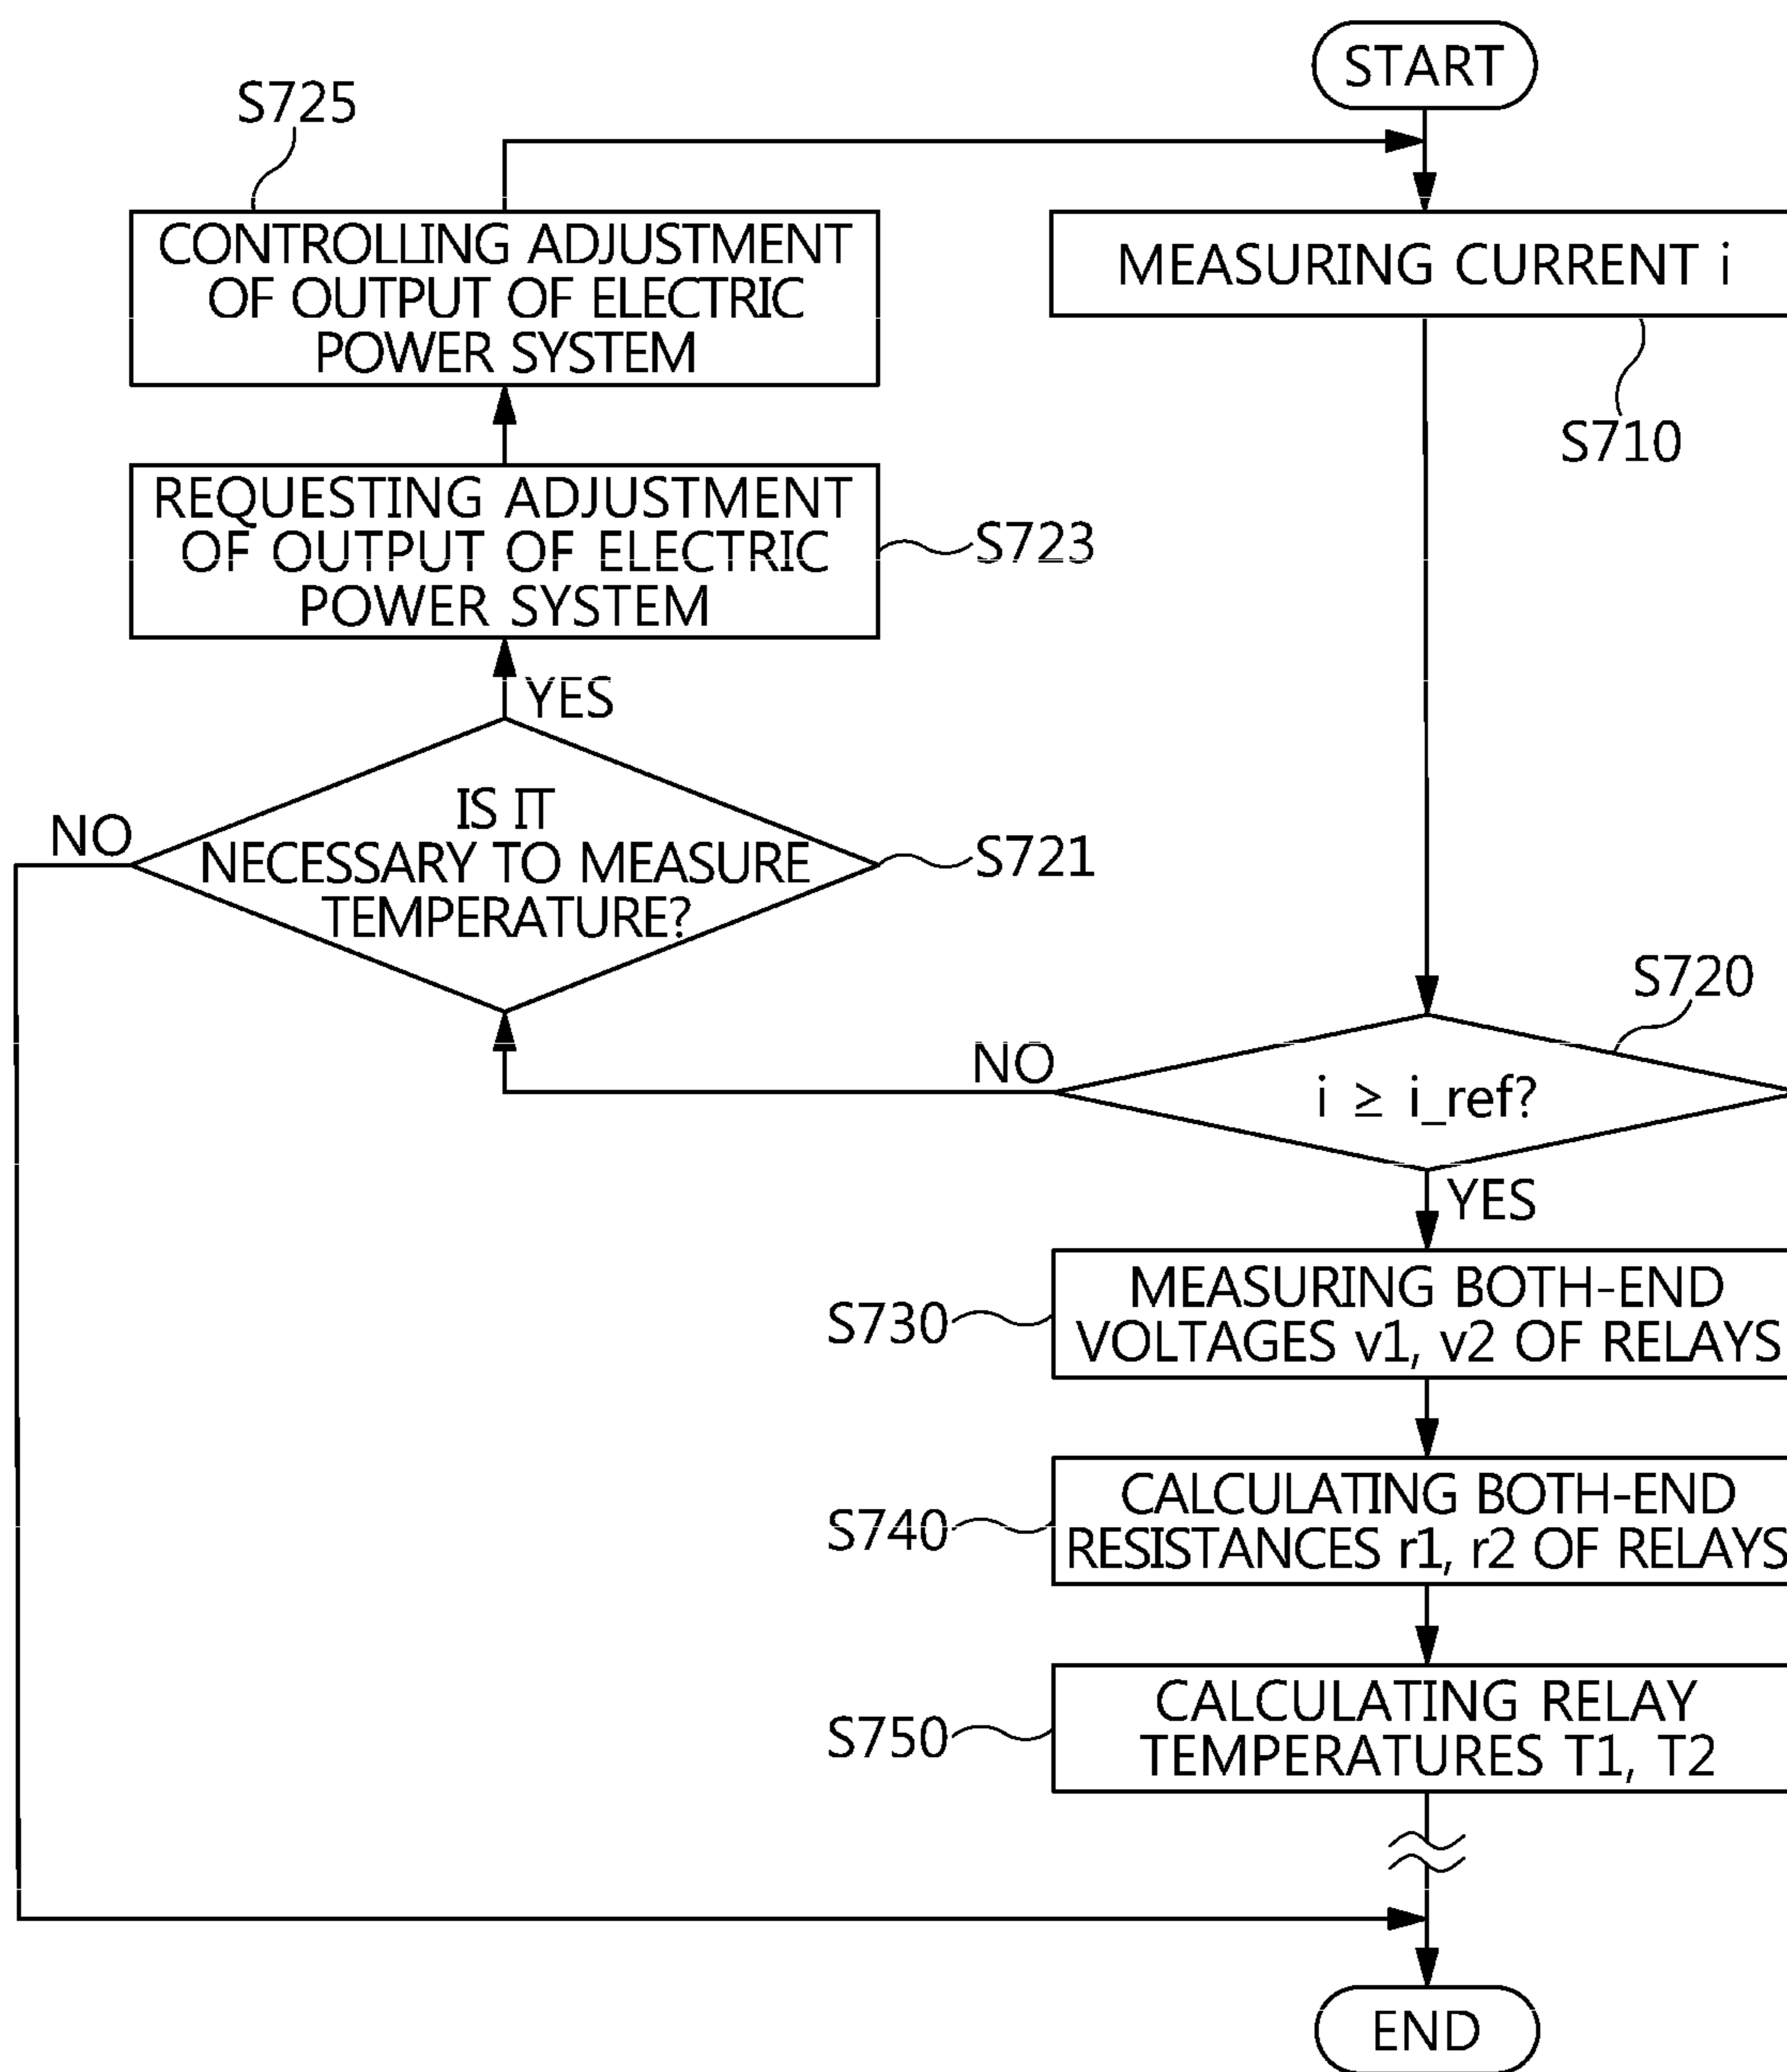 START
S725
CONTROLLING ADJUSTMENT
OF OUTPUT OF ELECTRIC
POWER SYSTEM
MEASURING CURRENT i
S710
REQUESTING ADJUSTMENT
OF OUTPUT OF ELECTRIC
POWER SYSTEM
S723
YES
IS IT
NECESSARY TO MEASURE
TEMPERATURE?
NO
S721
S720
NO
i ≥ i_ref?
YES
MEASURING BOTH-END
VOLTAGES v1, v2 OF RELAYS
S730
CALCULATING BOTH-END
RESISTANCES r1, r2 OF RELAYS
S740
CALCULATING RELAY
TEMPERATURES T1, T2
S750
END